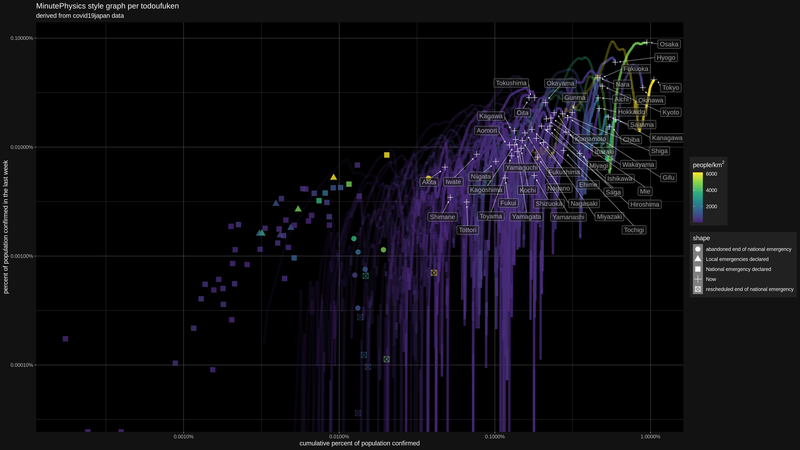 MinutePhysics style graph per todoufuken
derived from covid19japan data
percent of population confirmed in the last week
0.10000%
0.01000%
0.00100%
0.00010%
0.0010%
0.0100%
0.1000%
1.0000%
cumulative percent of population confirmed
Osaka
Hyogo
Fukuoka
Tokushima
Okayama
Nara
Tokyo
Gunma
Aichi
Okinawa
Oita
Hokkaido
Kyoto
Kagawa
Saitama
Aomori
Kumamoto
Chiba
Kanagawa
Ibaraki
Shiga
Yamaguchi
Miyagi
Wakayama
Fukushima
Akita
Iwate
Niigata
Ishikawa
Gifu
Kagoshima
Kochi
Nagano
Ehime
Saga
Mie
Fukui
Shizuoka
Nagasaki
Hiroshima
Shimane
Toyama
Yamagata
Yamanashi
Miyazaki
Tottori
Tochigi
people/km²
6000
4000
2000
shape
abandoned end of national emergency
Local emergencies declared
National emergency declared
Now
rescheduled end of national emergency